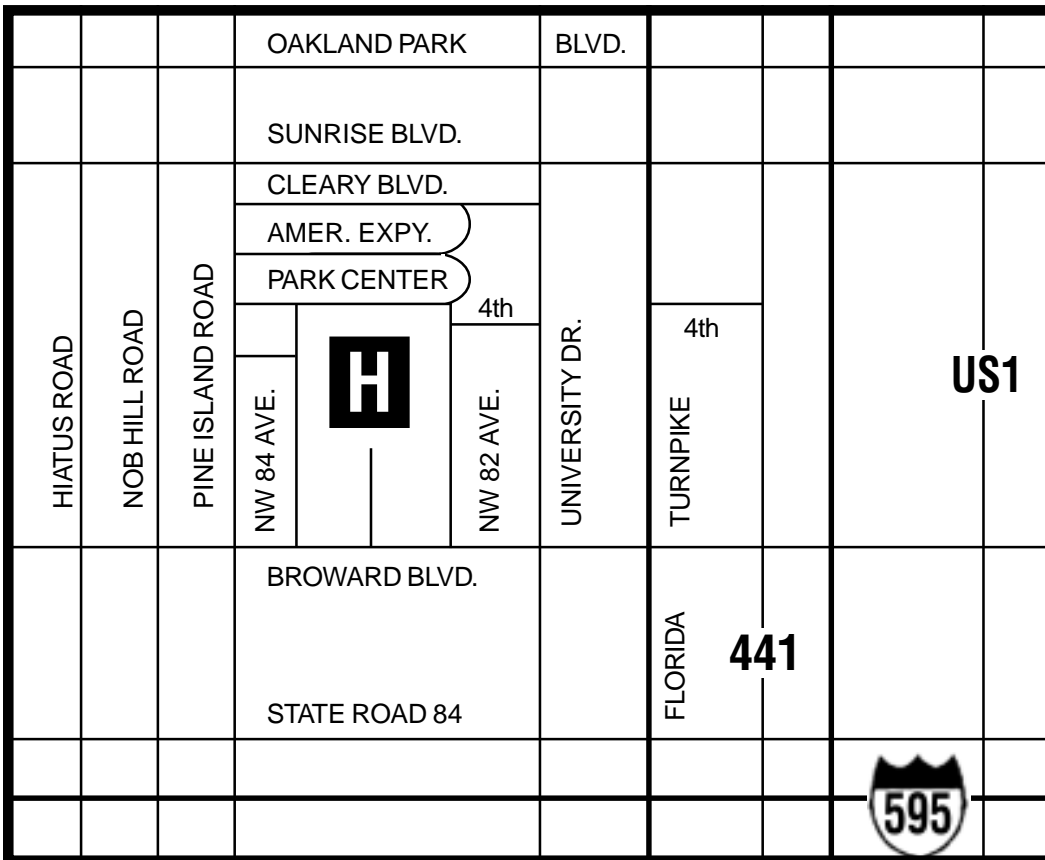 OAKLAND PARK BLVD.
SUNRISE BLVD.
CLEARY BLVD.
AMER. EXPY.
PARK CENTER
4th
4th
HIATUS ROAD
NOB HILL ROAD
PINE ISLAND ROAD
NW 84 AVE.
H
NW 82 AVE.
UNIVERSITY DR.
FLORIDA TURNPIKE
US1
BROWARD BLVD.
441
STATE ROAD 84
595